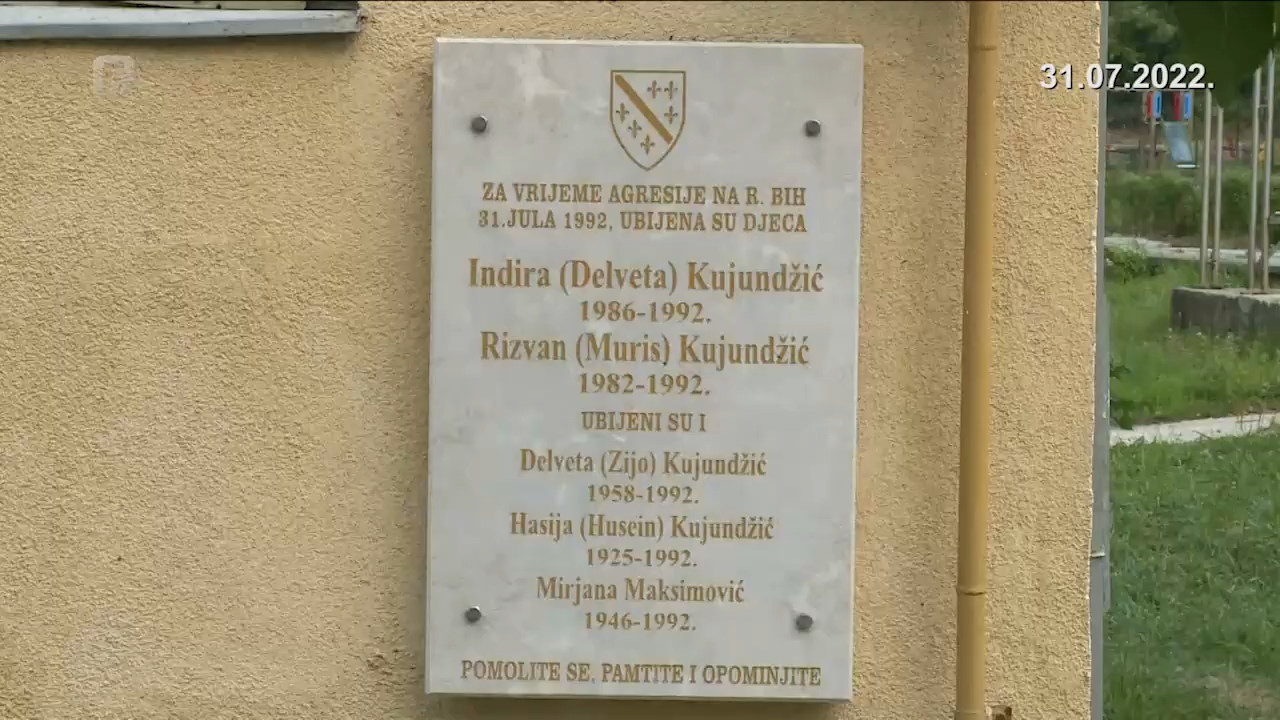 31.07.2022.
ZA VRIJEME AGRESIJE NA R. BIH
31.JULA 1992, UBIJENA SU DJECA
Indira (Delveta) Kujundžić
1986-1992.
Rizvan (Muris) Kujundžić
1982-1992.
UBIJENI SU I
Delveta (Zijo) Kujundžić
1958-1992.
Hasija (Husein) Kujundžić
1925-1992.
Mirjana Maksimović
1946-1992.
POMOLITE SE, PAMTITE I OPOMINJITE